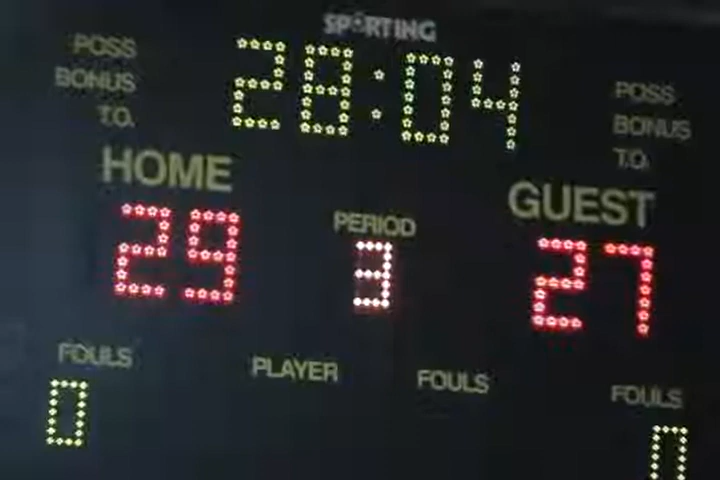 SPORTING
POSS
BONUS
T.O.
28:04
POSS
BONUS
T.O.
HOME
GUEST
29
PERIOD
3
27
FOULS
PLAYER
FOULS
FOULS
0
0